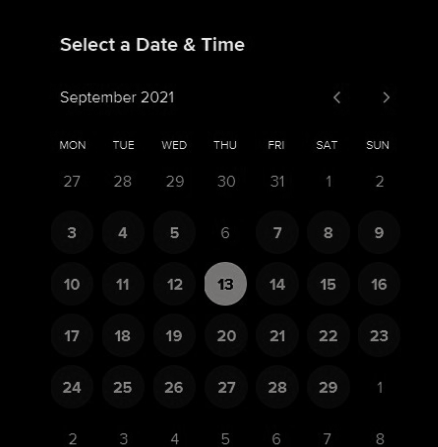 Select a Date & Time
September 2021
MON TUE WED THU FRI SAT SUN
27 28 29 30 31 1 2
3 4 5 6 7 8 9
10 11 12 13 14 15 16
17 18 19 20 21 22 23
24 25 26 27 28 29 1
2 3 4 5 6 7 8